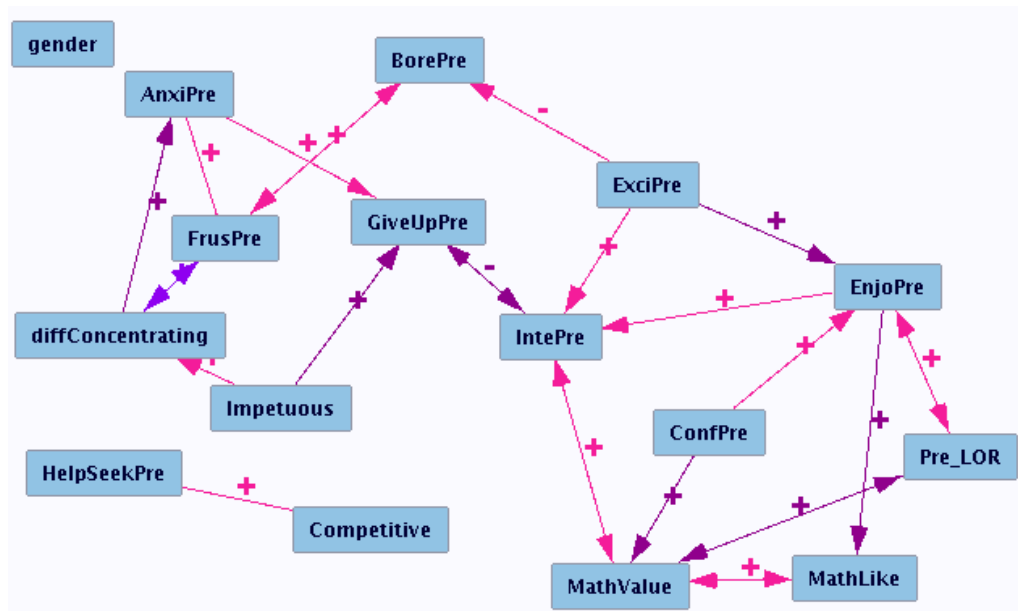 gender
BorePre
AnxiPre
-
+
+
+
ExciPre
+
GiveUpPre
+
FrusPre
+
-
EnjoPre
+
+
diffConcentrating
IntePre
+
+
Impetuous
+
+
ConfPre
+
Pre_LOR
HelpSeekPre
+
+
+
Competitive
+
MathValue
MathLike